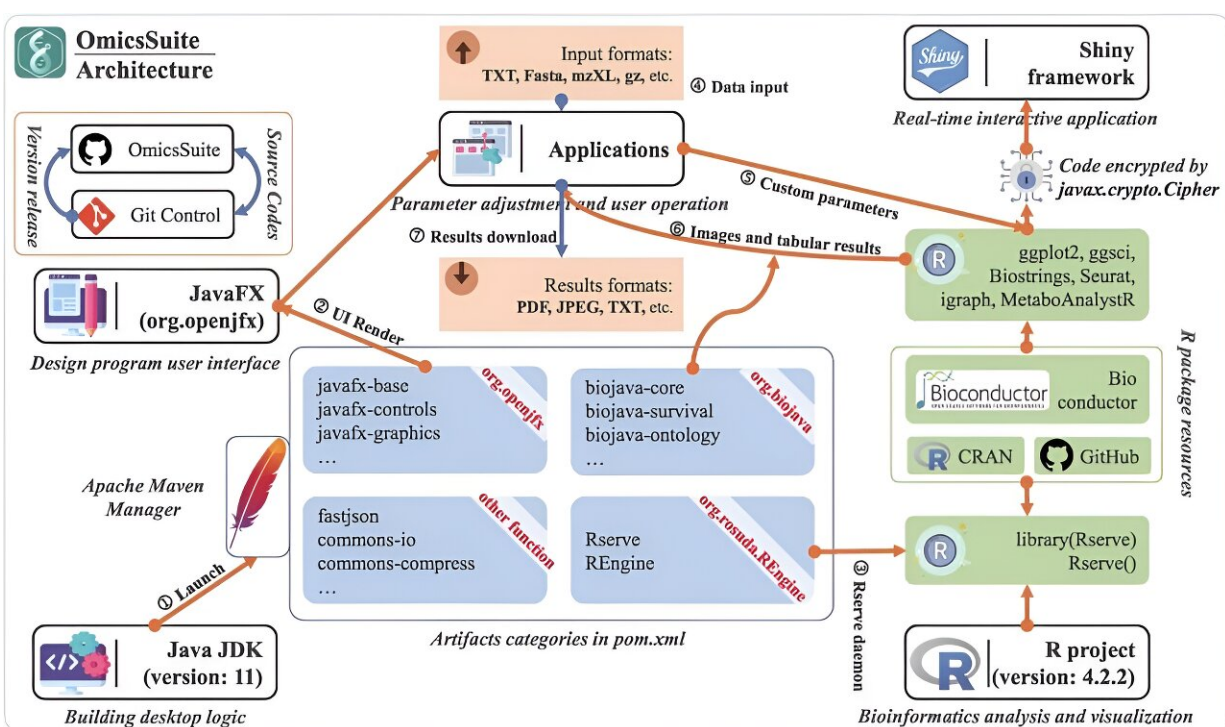 OmicsSuite
Architecture
Input formats:
TXT, Fasta, mzXL, gz, etc.
④ Data input
Shiny
Shiny
framework
Real-time interactive application
Version release
OmicsSuite
Git Control
Source Codes
Applications
Parameter adjustment and user operation
⑤ Custom parameters
Code encrypted by
javax.crypto.Cipher
⑦ Results download
⑥ Images and tabular results
Results formats:
PDF, JPEG, TXT, etc.
R
ggplot2, ggsci,
Biostrings, Seurat,
igraph, MetaboAnalystR
JavaFX
(org.openjfx)
Design program user interface
② UI Render
javafx-base
javafx-controls
javafx-graphics
…
org.openjfx
biojava-core
biojava-survival
biojava-ontology
…
org.biojava
Bioconductor
OPEN SOURCE SOFTWARE FOR BIOINFORMATICS
Bio
conductor
R
CRAN
GitHub
R package resources
Apache Maven
Manager
fastjson
commons-io
commons-compress
…
other function
Rserve
REngine
org.rosuda.REngine
③ Rserve daemon
R
library(Rserve)
Rserve()
① Launch
Artifacts categories in pom.xml
</>
Java JDK
(version: 11)
Building desktop logic
R
R project
(version: 4.2.2)
Bioinformatics analysis and visualization